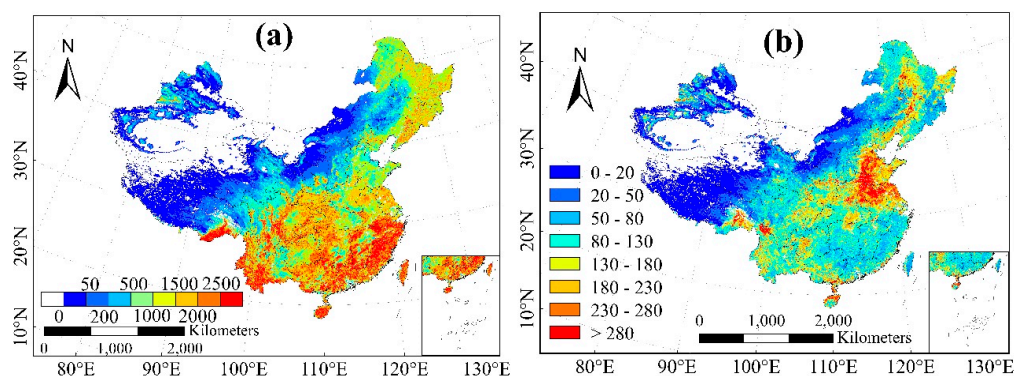 (a)
N
40°N
30°N
20°N
10°N
50 500 1500 2500
0 200 1000 2000
Kilometers
0 1,000 2,000
80°E 90°E 100°E 110°E 120°E 130°E
(b)
N
40°N
30°N
20°N
10°N
0 - 20
20 - 50
50 - 80
80 - 130
130 - 180
180 - 230
230 - 280
> 280
0 1,000 2,000
Kilometers
80°E 90°E 100°E 110°E 120°E 130°E